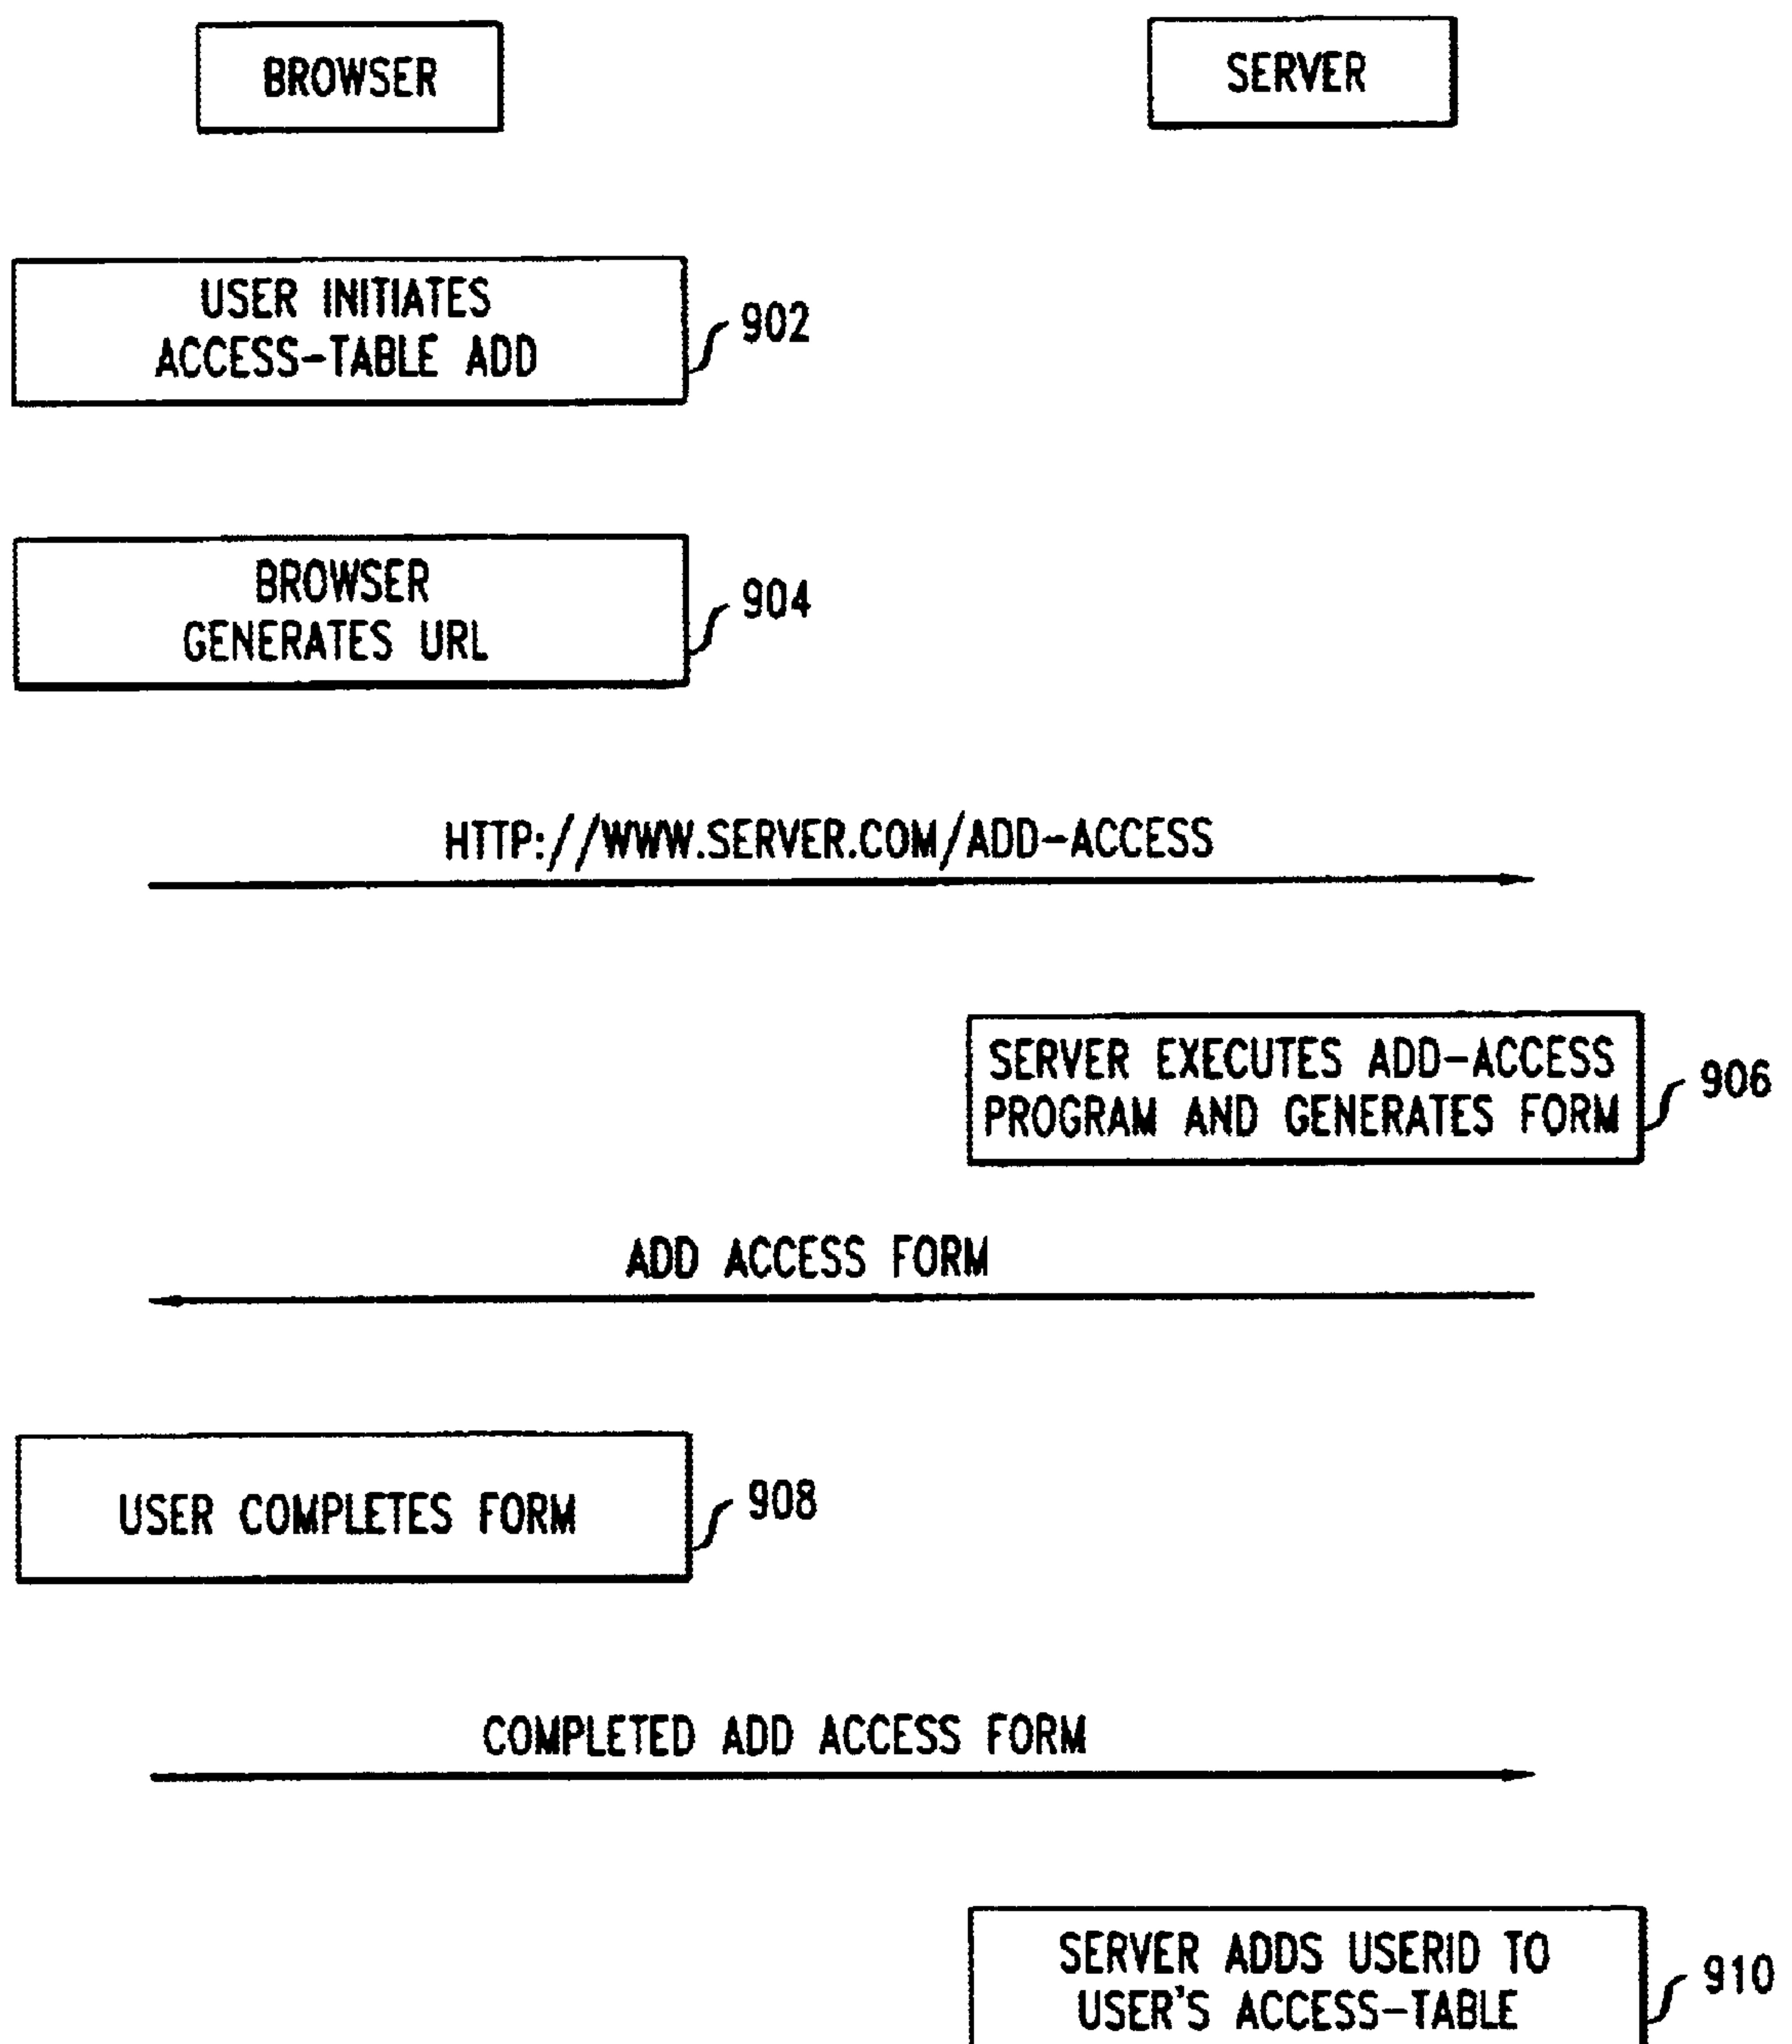 BROWSER
SERVER
USER INITIATES
ACCESS-TABLE ADD
902
BROWSER
GENERATES URL
904
HTTP://WWW.SERVER.COM/ADD-ACCESS
SERVER EXECUTES ADD-ACCESS
PROGRAM AND GENERATES FORM
906
ADD ACCESS FORM
USER COMPLETES FORM
908
COMPLETED ADD ACCESS FORM
SERVER ADDS USERID TO
USER'S ACCESS-TABLE
910